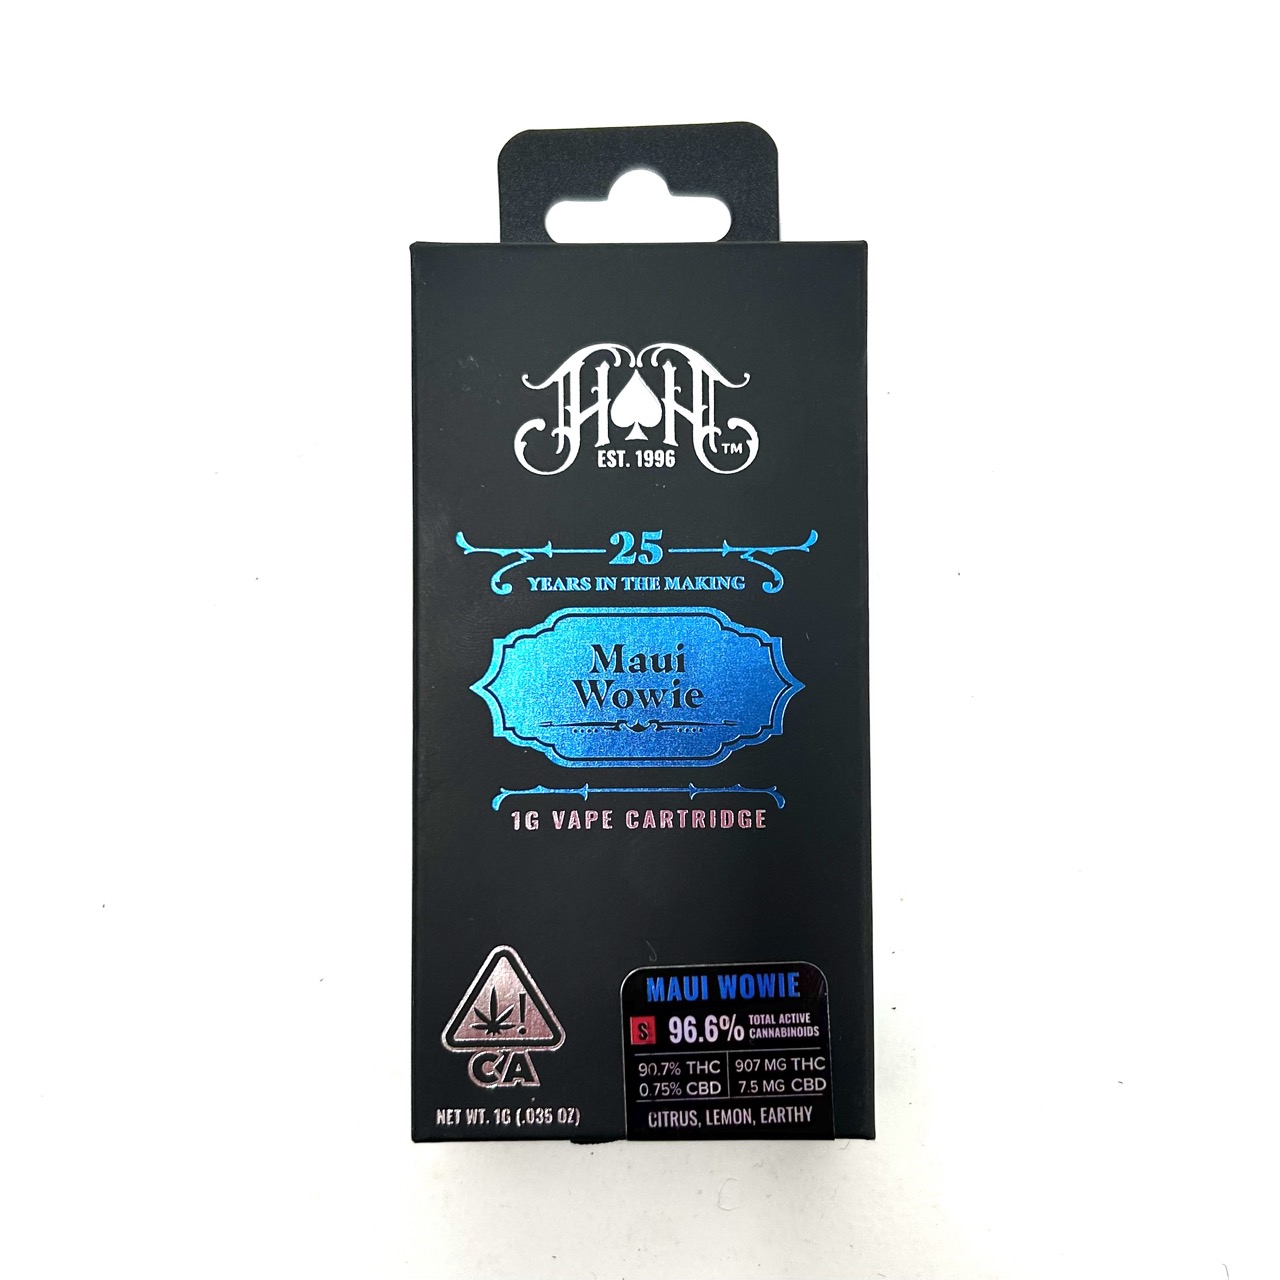 HH
TM
EST. 1996
25
YEARS IN THE MAKING
Maui
Wowie
1G VAPE CARTRIDGE
CA
NET WT. 1G (.035 OZ)
MAUI WOWIE
S 96.6% TOTAL ACTIVE
CANNABINOIDS
90.7% THC 907 MG THC
0.75% CBD 7.5 MG CBD
CITRUS, LEMON, EARTHY